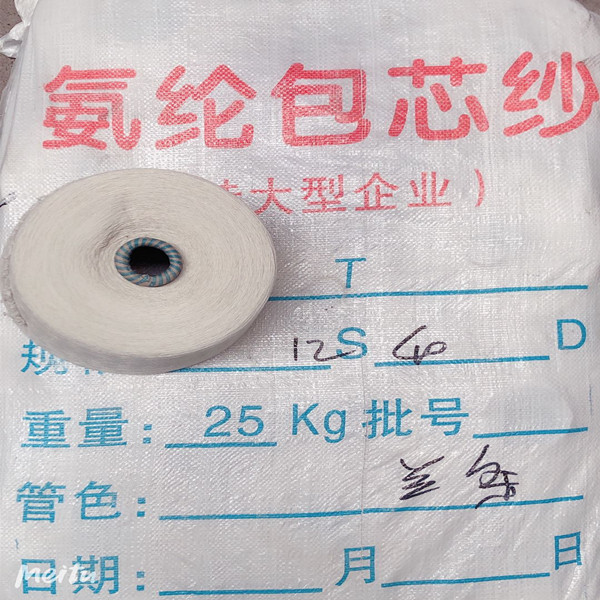 氨纶包芯纱
大型企业）
T
规 12S 40 D
重量：25 Kg 批号
管色：兰
日期： 月 日
meitu